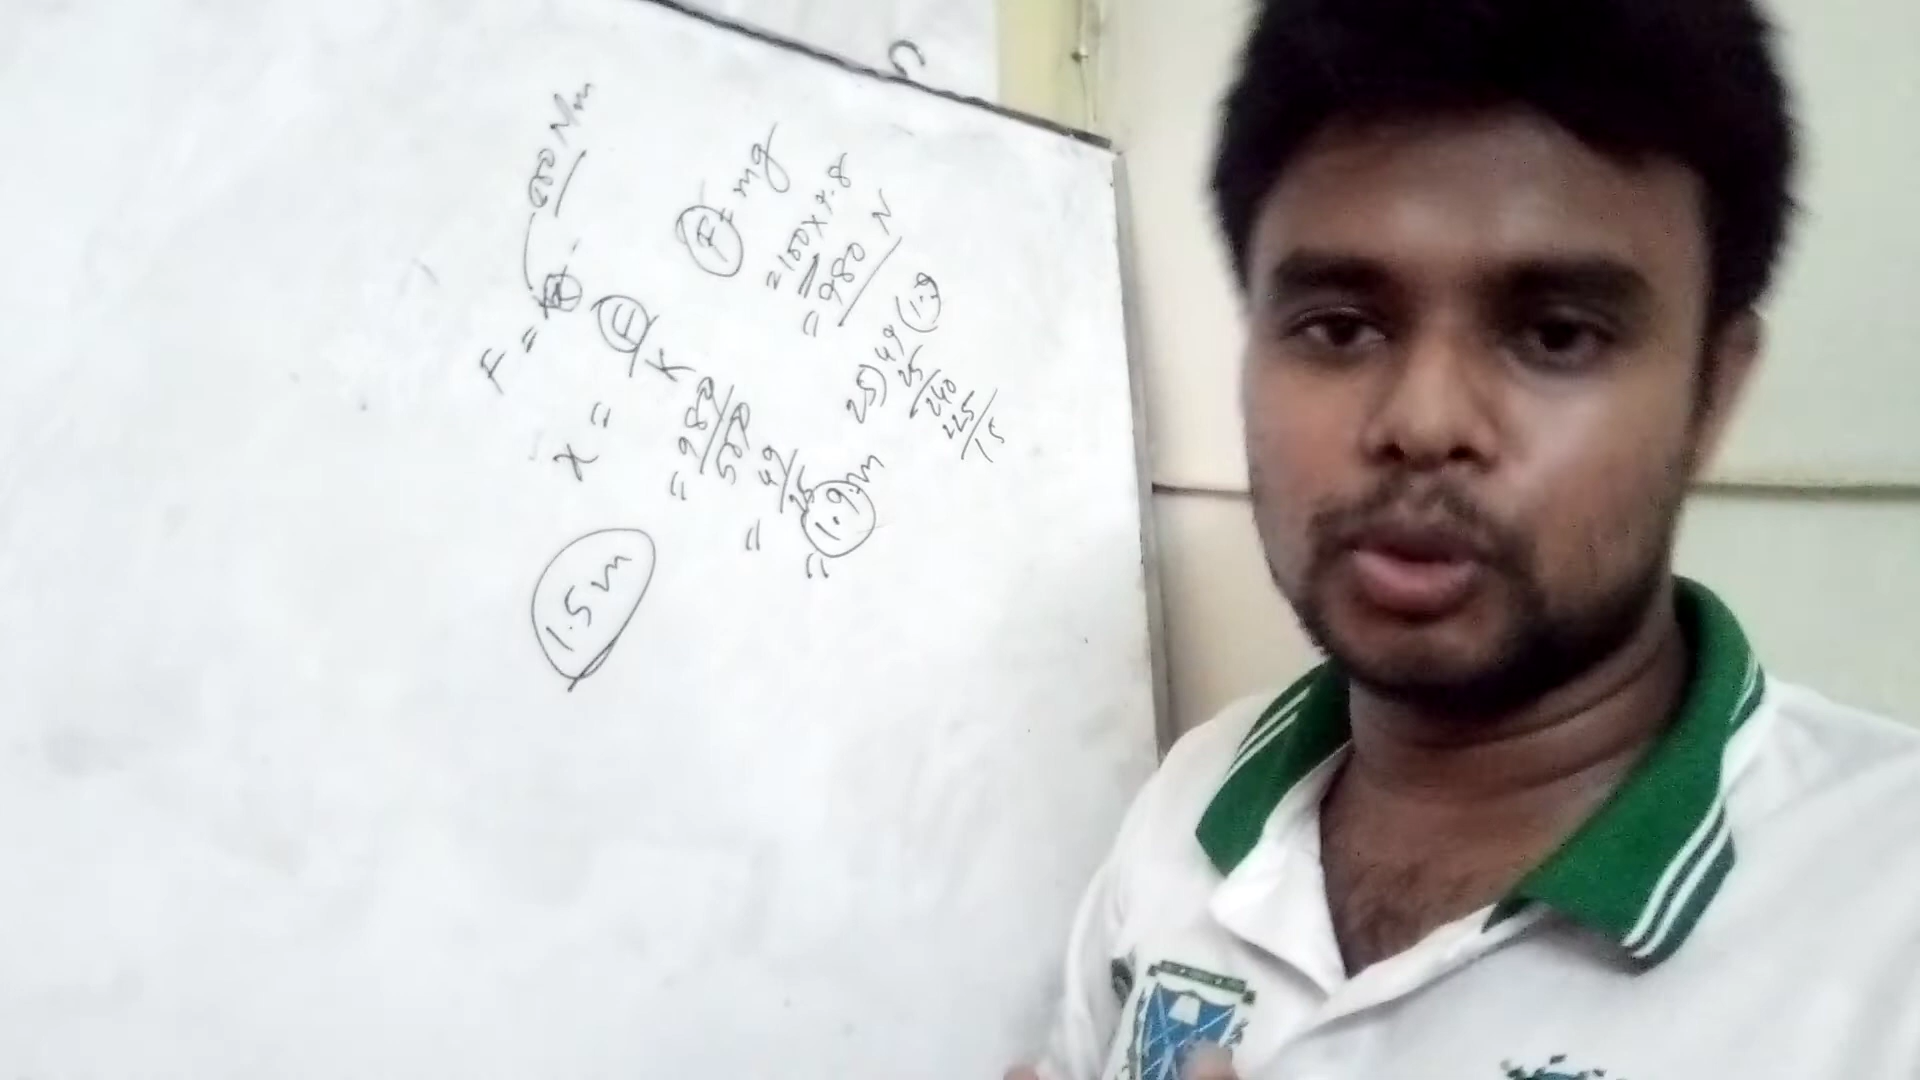 F = kx
x = F/K
= 980/500
= 49/25
= 1.9 m
1.5 m
F = mg
= 100 x 9.8
= 980 N
25) 49 (1.9
25
240
225
15